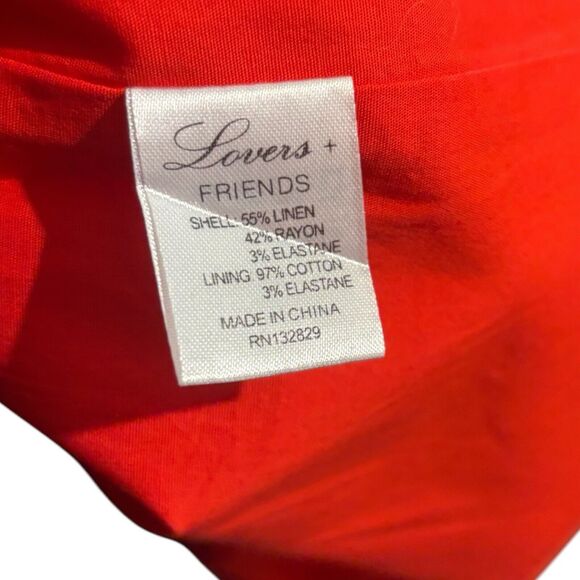 Lovers +
FRIENDS
SHELL: 55% LINEN
42% RAYON
3% ELASTANE
LINING 97% COTTON
3% ELASTANE
MADE IN CHINA
RN132829